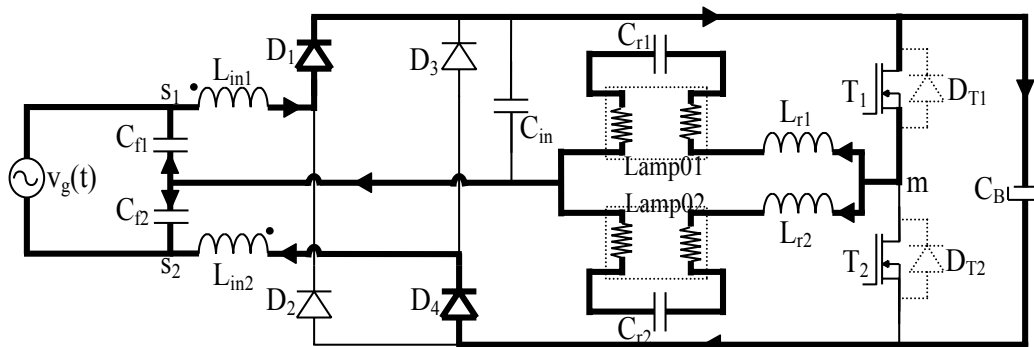 D1
D3
Cr1
Lin1
s1
T1
DT1
Cf1
Cin
Lr1
Lamp01
vg(t)
m
CB
Lamp02
Cf2
Lr2
s2
Lin2
T2
DT2
D2
D4
Cr2